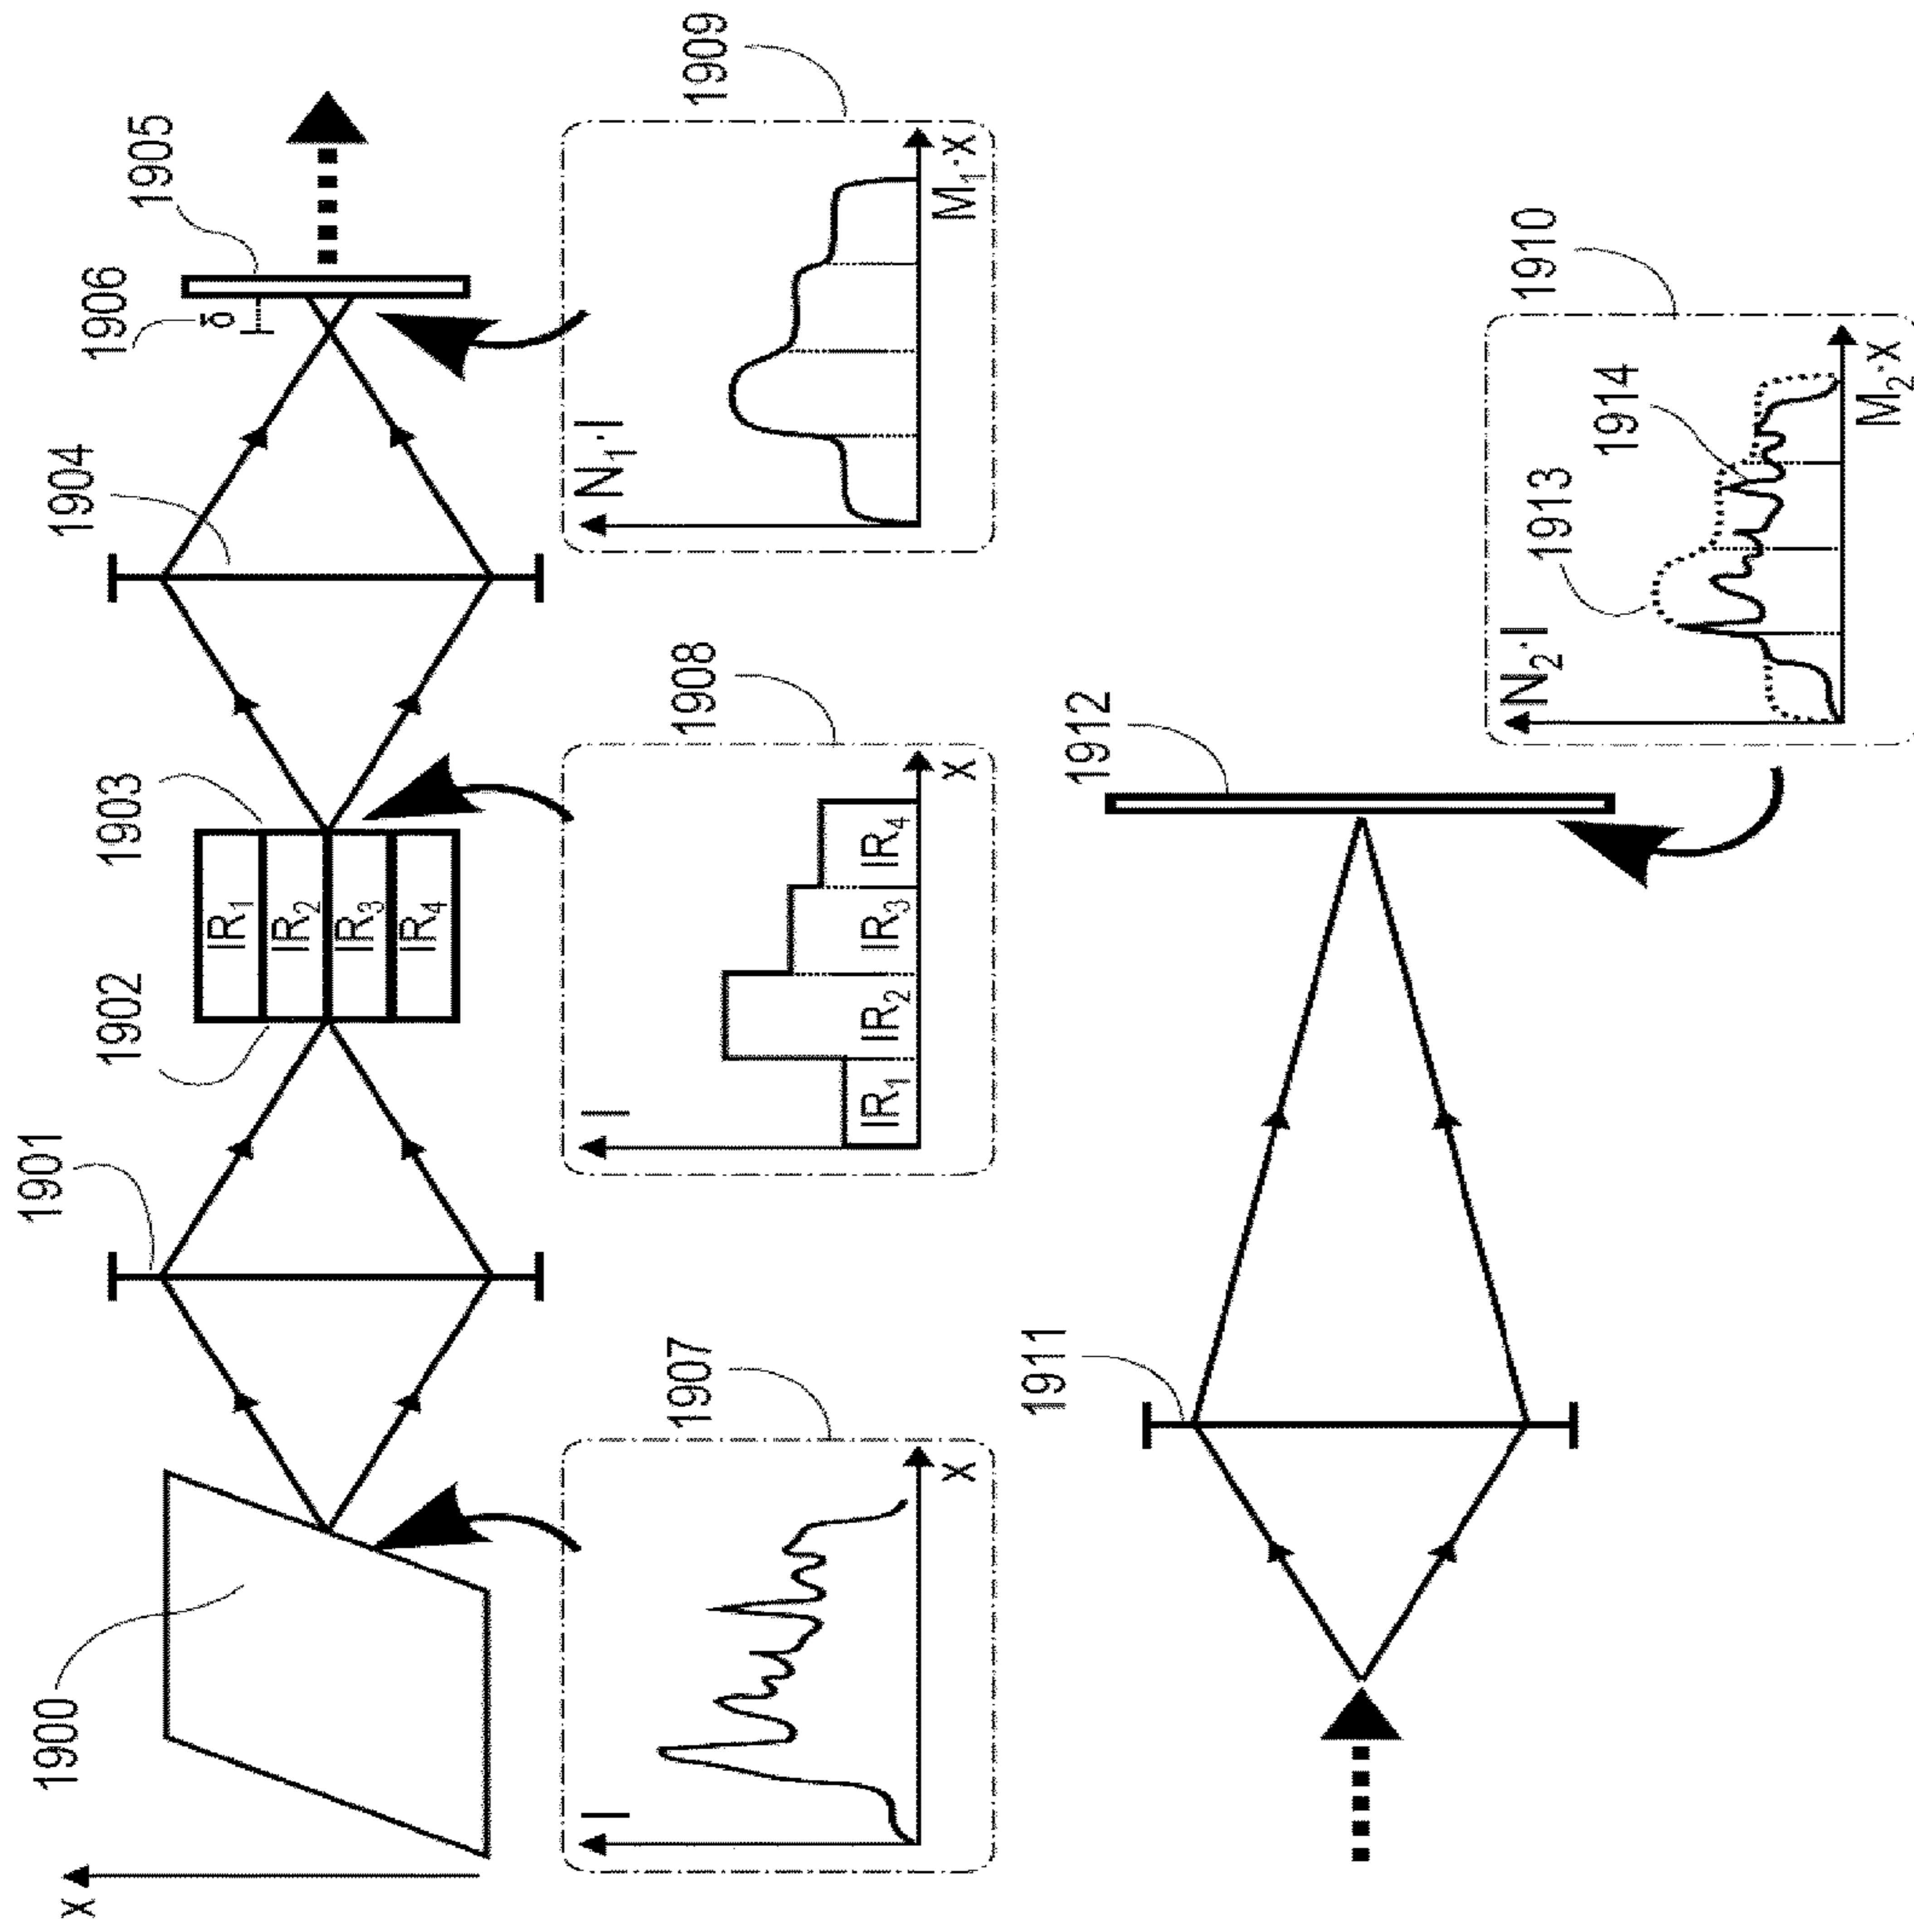 x
1900
1901
1902
1903
1904
1905
1906
δ
IR1
IR2
IR3
IR4
1907
I
x
1908
I
IR1
IR2
IR3
IR4
x
1909
N1·I
M1·x
1911
1912
1910
N2·I
1913
1914
M2·x